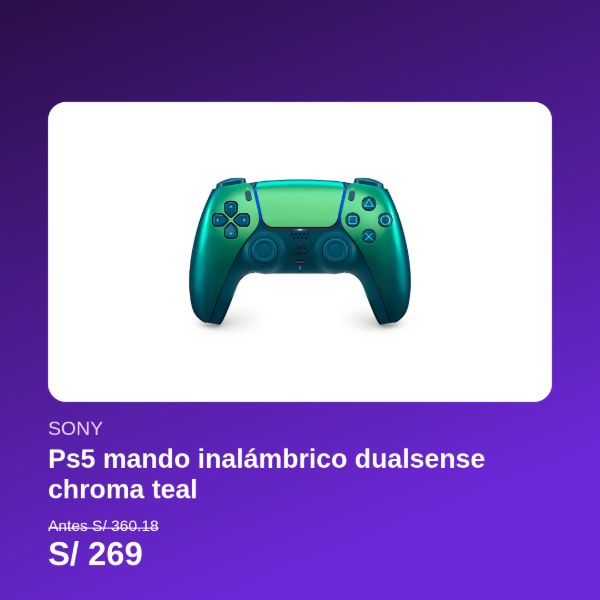 SONY
Ps5 mando inalámbrico dualsense
chroma teal
Antes S/ 360.18
S/ 269